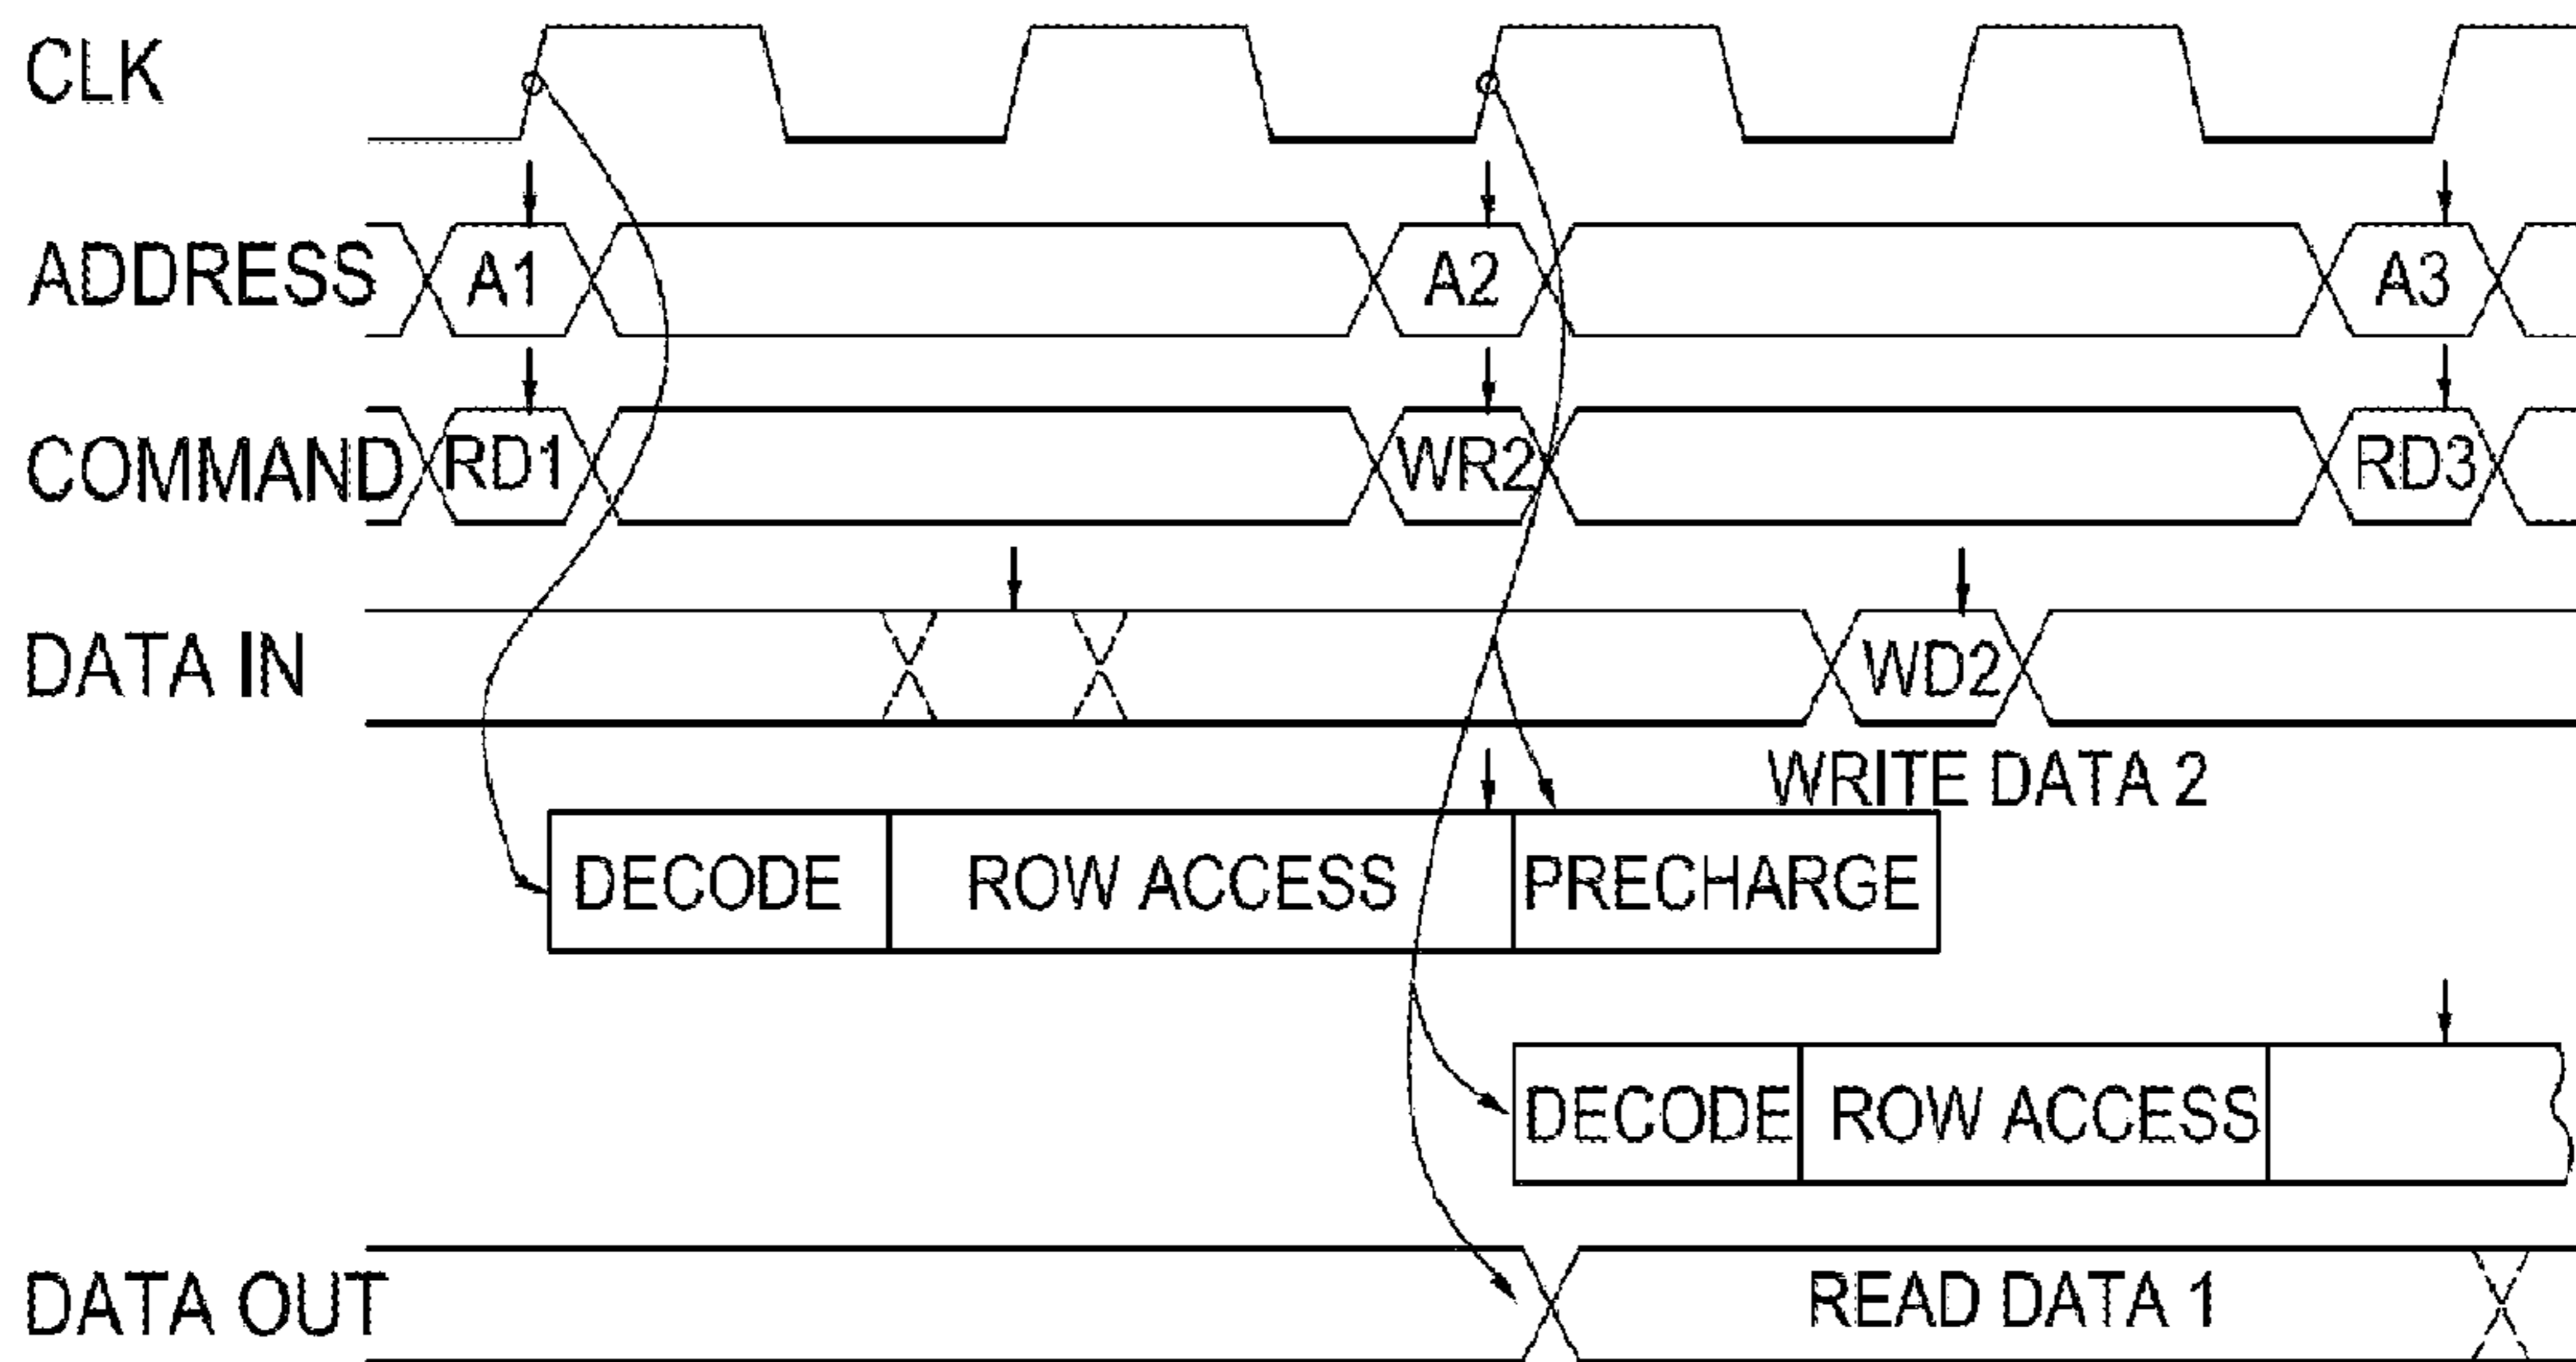 CLK
ADDRESS A1 A2 A3
COMMAND RD1 WR2 RD3
DATA IN WD2
WRITE DATA 2
DECODE ROW ACCESS PRECHARGE
DECODE ROW ACCESS
DATA OUT READ DATA 1